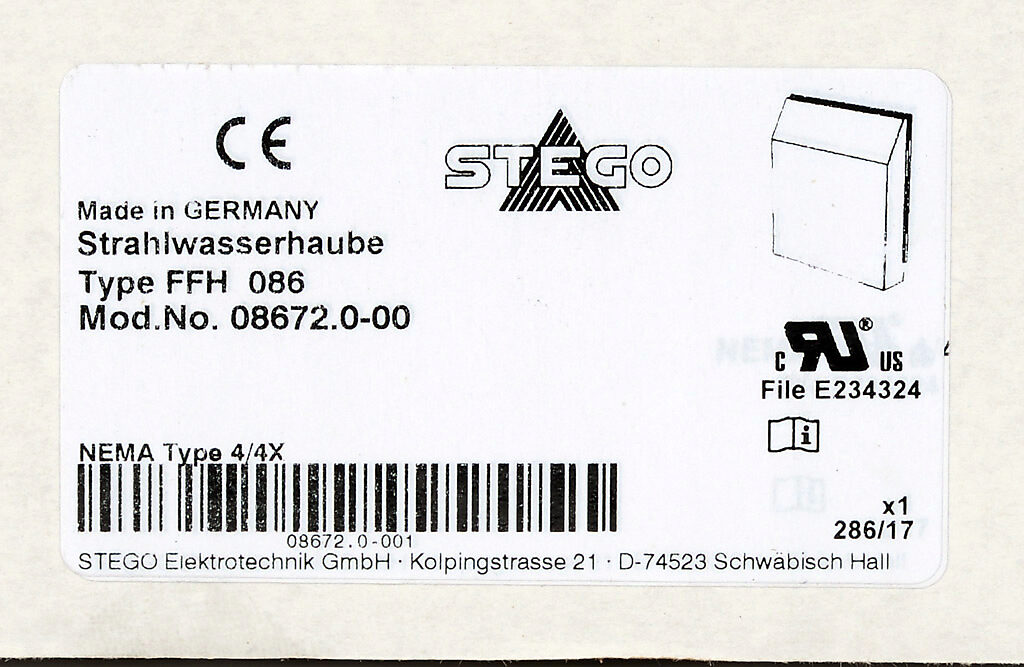 CE
STEGO
Made in GERMANY
Strahlwasserhaube
Type FFH 086
Mod.No. 08672.0-00
c RU ® US
File E234324
i
NEMA Type 4/4X
x1
286/17
08672.0-001
STEGO Elektrotechnik GmbH · Kolpingstrasse 21 · D-74523 Schwäbisch Hall